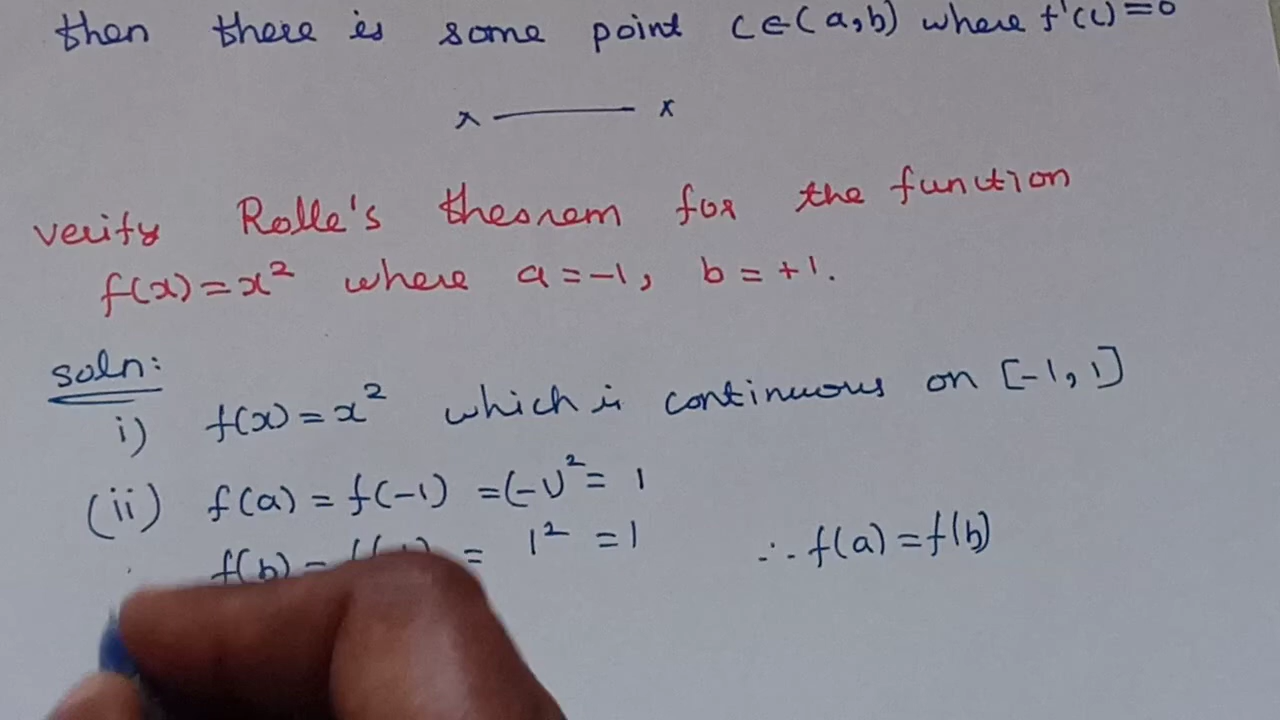 then there is some point c∈(a,b) where f'(c)=0
x —— x
verify Rolle's theorem for the function
f(x)=x² where a=-1, b=+1.
soln:
i) f(x)=x² which is continuous on [-1,1]
(ii) f(a)=f(-1) =(-1)²= 1
f(b)= = 1² =1 ∴ f(a)=f(b)